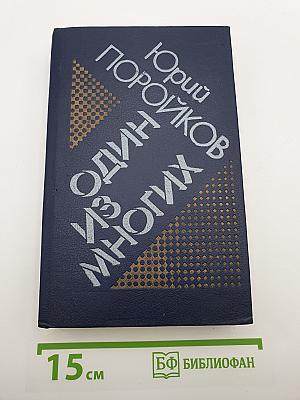 Юрий
ПОРОЙКОВ
ОДИН
ИЗ
МНОГИХ
15 см
БФ БИБЛИОФАН